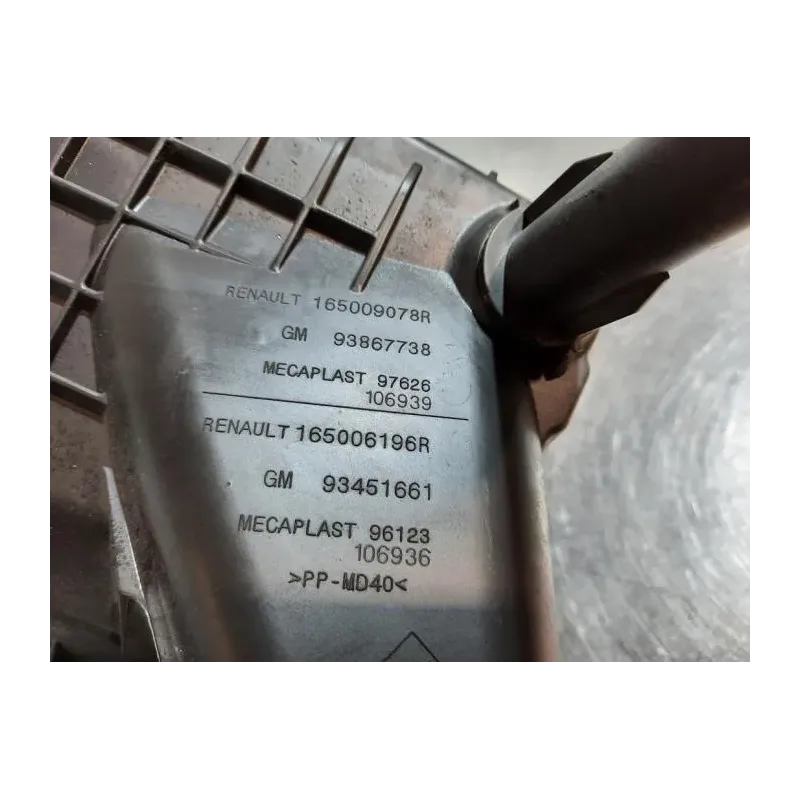 RENAULT 165009078R
GM 93867738
MECAPLAST 97626
106939
RENAULT 165006196R
GM 93451661
MECAPLAST 96123
106936
>PP-MD40<